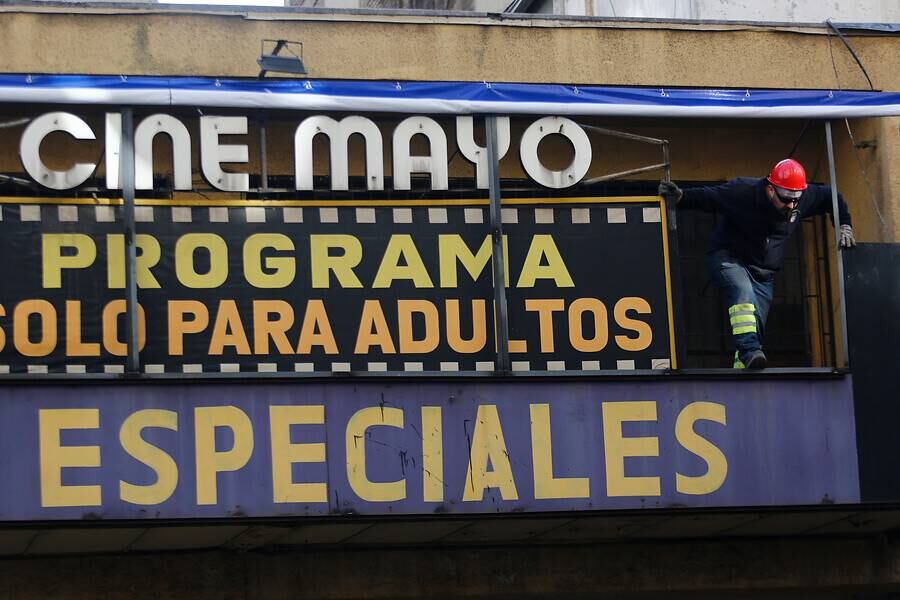 CINE MAYO
PROGRAMA
SOLO PARA ADULTOS
ESPECIALES